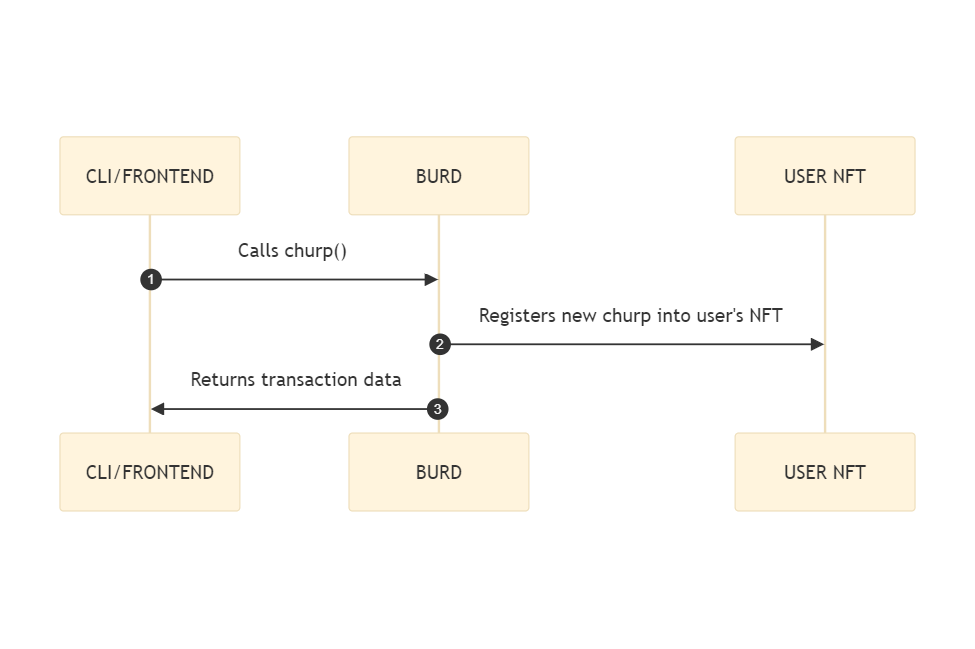 CLI/FRONTEND
BURD
USER NFT
Calls churp()
1
Registers new churp into user's NFT
2
Returns transaction data
3
CLI/FRONTEND
BURD
USER NFT